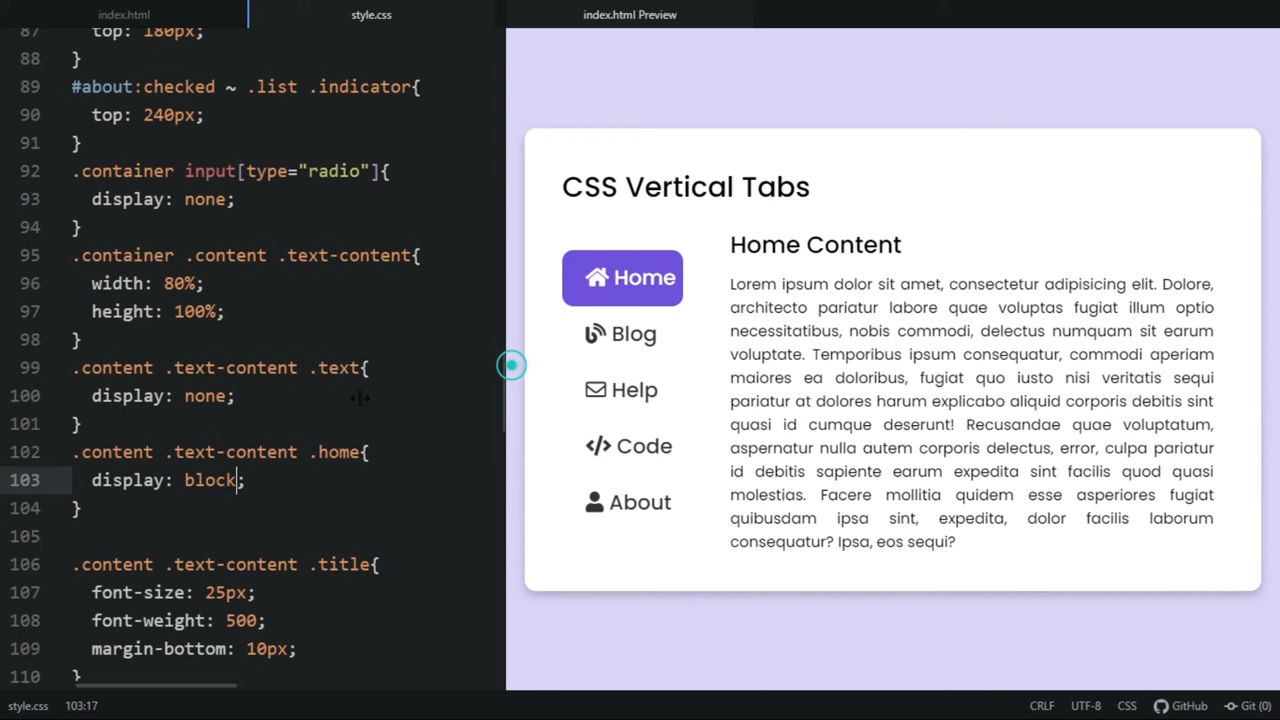 index.html
style.css
index.html Preview
87 top: 180px;
88 }
89 #about:checked ~ .list .indicator{
90 top: 240px;
91 }
92 .container input[type="radio"]{
93 display: none;
94 }
95 .container .content .text-content{
96 width: 80%;
97 height: 100%;
98 }
99 .content .text-content .text{
100 display: none;
101 }
102 .content .text-content .home{
103 display: block;
104 }
105
106 .content .text-content .title{
107 font-size: 25px;
108 font-weight: 500;
109 margin-bottom: 10px;
110 }
CSS Vertical Tabs
Home
Blog
Help
Code
About
Home Content
Lorem ipsum dolor sit amet, consectetur adipisicing elit. Dolore,
architecto pariatur labore quae voluptas fugiat illum optio
necessitatibus, nobis commodi, delectus numquam sit earum
voluptate. Temporibus ipsum consequatur, commodi aperiam
maiores ea doloribus, fugiat quo iusto nisi veritatis sequi
pariatur at dolores harum explicabo aliquid corporis debitis sint
quasi id cumque deserunt! Recusandae quae voluptatum,
aspernatur nulla autem corporis delectus, error, culpa pariatur
id debitis sapiente earum expedita sint facilis quod quasi
molestias. Facere mollitia quidem esse asperiores fugiat
quibusdam ipsa sint, expedita, dolor facilis laborum
consequatur? Ipsa, eos sequi?
style.css 103:17
CRLF UTF-8 CSS GitHub Git (0)